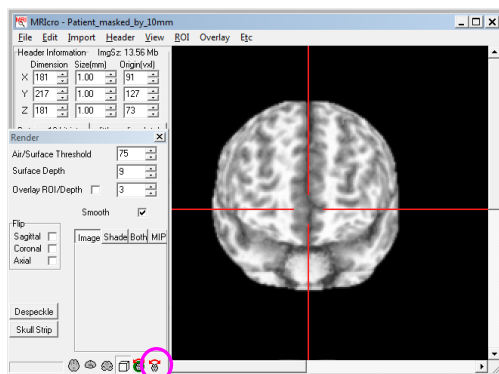 MRIcro - Patient_masked_by_10mm
File Edit Import Header View ROI Overlay Etc
Header Information ImgSz: 13.56 Mb
Dimension Size(mm) Origin(vxl)
X 181 1.00 91
Y 217 1.00 127
Z 181 1.00 73
Render
Air/Surface Threshold 75
Surface Depth 9
Overlay ROI/Depth 3
Smooth
Flip
Sagittal
Coronal
Axial
Image Shade Both MIP
Despeckle
Skull Strip